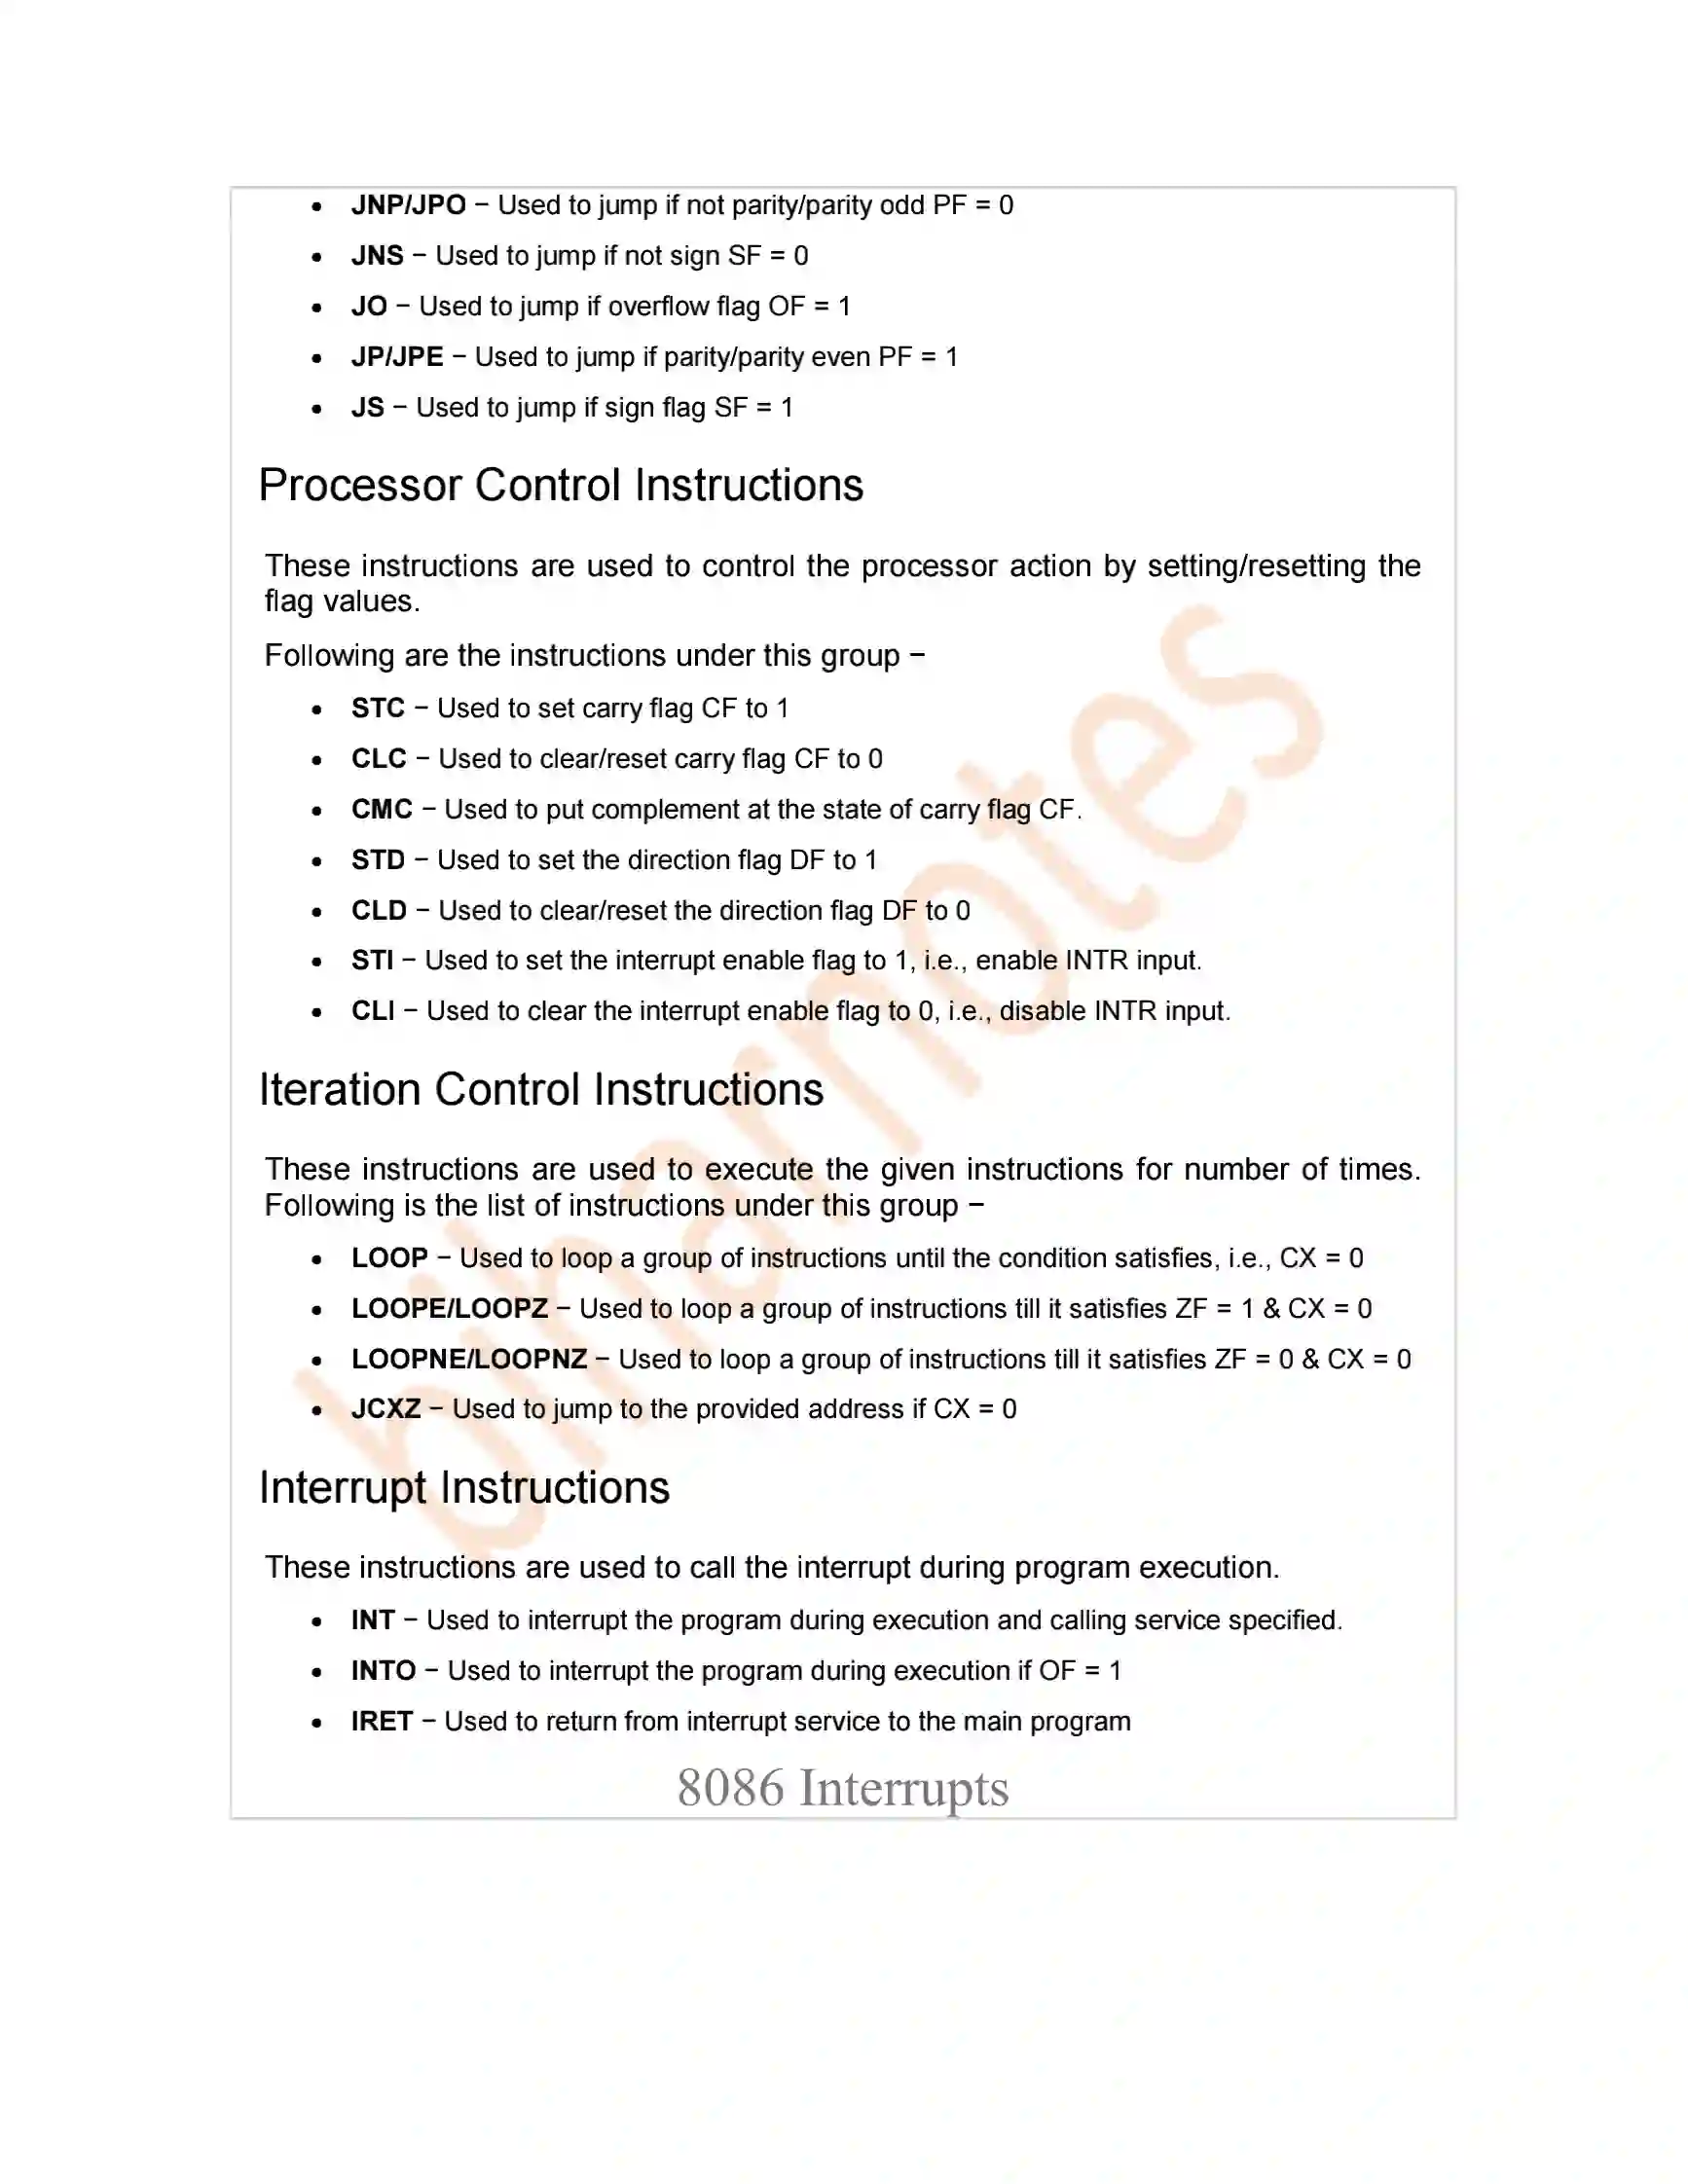 • JNP/JPO − Used to jump if not parity/parity odd PF = 0
• JNS − Used to jump if not sign SF = 0
• JO − Used to jump if overflow flag OF = 1
• JP/JPE − Used to jump if parity/parity even PF = 1
• JS − Used to jump if sign flag SF = 1
Processor Control Instructions
These instructions are used to control the processor action by setting/resetting the
flag values.
Following are the instructions under this group −
• STC − Used to set carry flag CF to 1
• CLC − Used to clear/reset carry flag CF to 0
• CMC − Used to put complement at the state of carry flag CF.
• STD − Used to set the direction flag DF to 1
• CLD − Used to clear/reset the direction flag DF to 0
• STI − Used to set the interrupt enable flag to 1, i.e., enable INTR input.
• CLI − Used to clear the interrupt enable flag to 0, i.e., disable INTR input.
Iteration Control Instructions
These instructions are used to execute the given instructions for number of times.
Following is the list of instructions under this group −
• LOOP − Used to loop a group of instructions until the condition satisfies, i.e., CX = 0
• LOOPE/LOOPZ − Used to loop a group of instructions till it satisfies ZF = 1 & CX = 0
• LOOPNE/LOOPNZ − Used to loop a group of instructions till it satisfies ZF = 0 & CX = 0
• JCXZ − Used to jump to the provided address if CX = 0
Interrupt Instructions
These instructions are used to call the interrupt during program execution.
• INT − Used to interrupt the program during execution and calling service specified.
• INTO − Used to interrupt the program during execution if OF = 1
• IRET − Used to return from interrupt service to the main program
8086 Interrupts
biharnotes